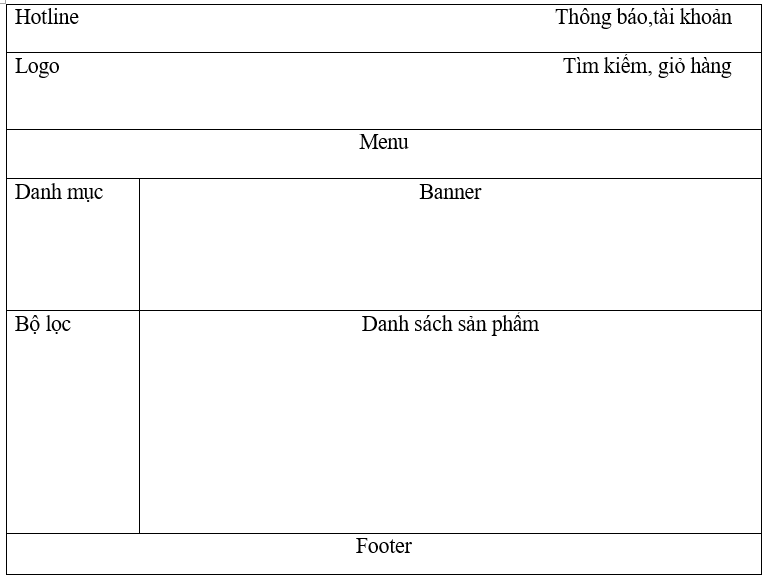 Hotline Thông báo,tài khoản
Logo Tìm kiếm, giỏ hàng
Menu
Danh mục Banner
Bộ lọc Danh sách sản phẩm
Footer